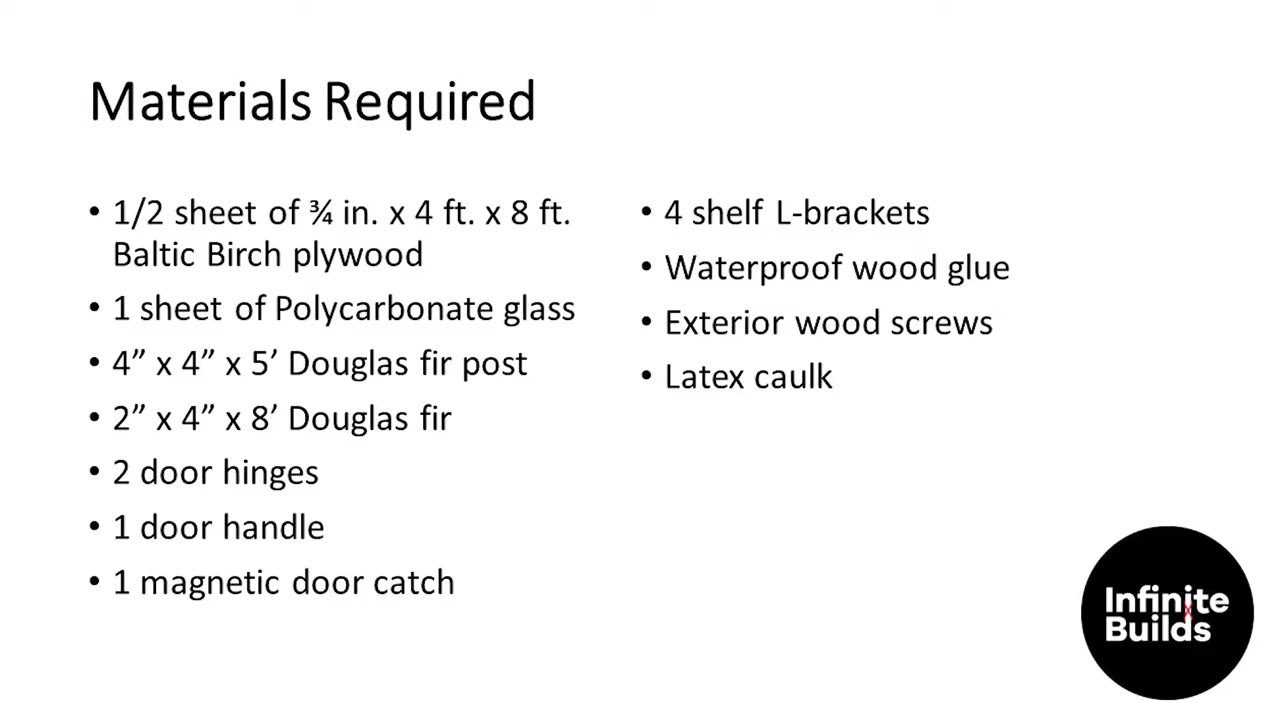 Materials Required
• 1/2 sheet of ¾ in. x 4 ft. x 8 ft.
Baltic Birch plywood
• 1 sheet of Polycarbonate glass
• 4” x 4” x 5’ Douglas fir post
• 2” x 4” x 8’ Douglas fir
• 2 door hinges
• 1 door handle
• 1 magnetic door catch
• 4 shelf L-brackets
• Waterproof wood glue
• Exterior wood screws
• Latex caulk
Infinite
Builds